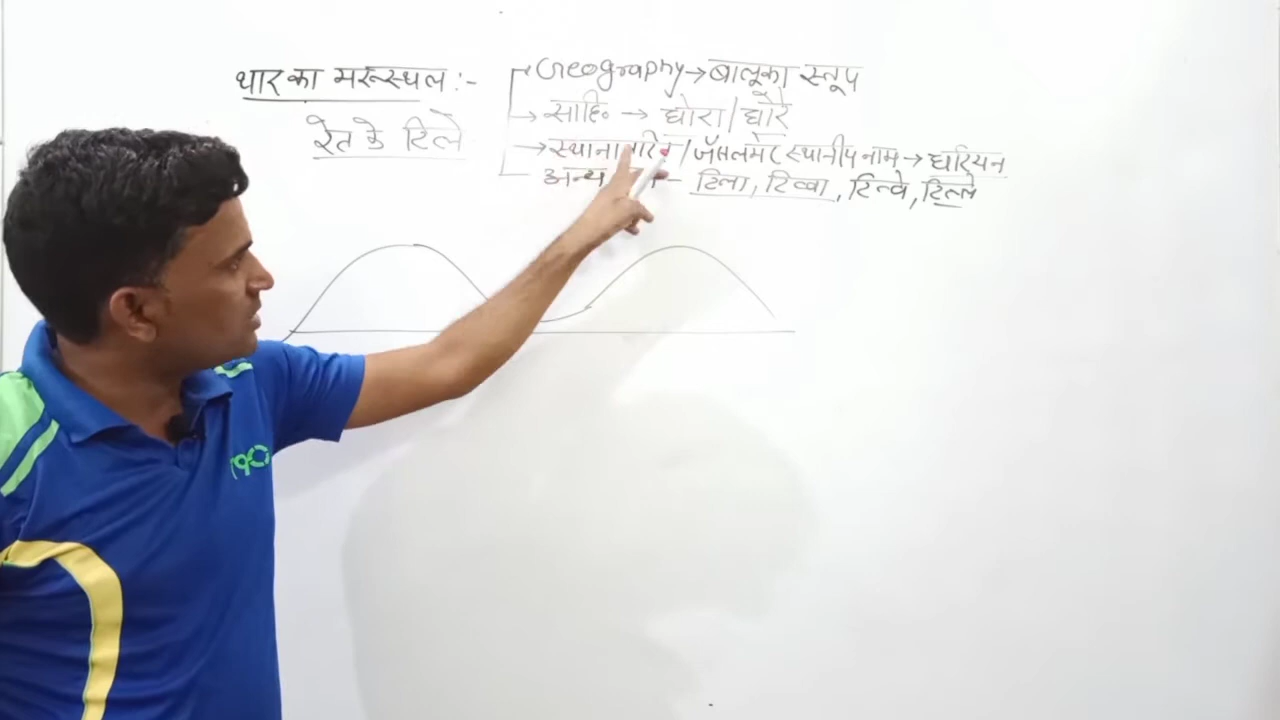 थार का मरुस्थल :-
रेत के टिले
Geography → बालूका स्तूप
→ साहि० → धोरा / धोरे
→ स्थाना / जैसलमेर स्थानीय नाम → धरियन
अन्य - टिला, टिब्बा, टिब्बे, टिल्ले